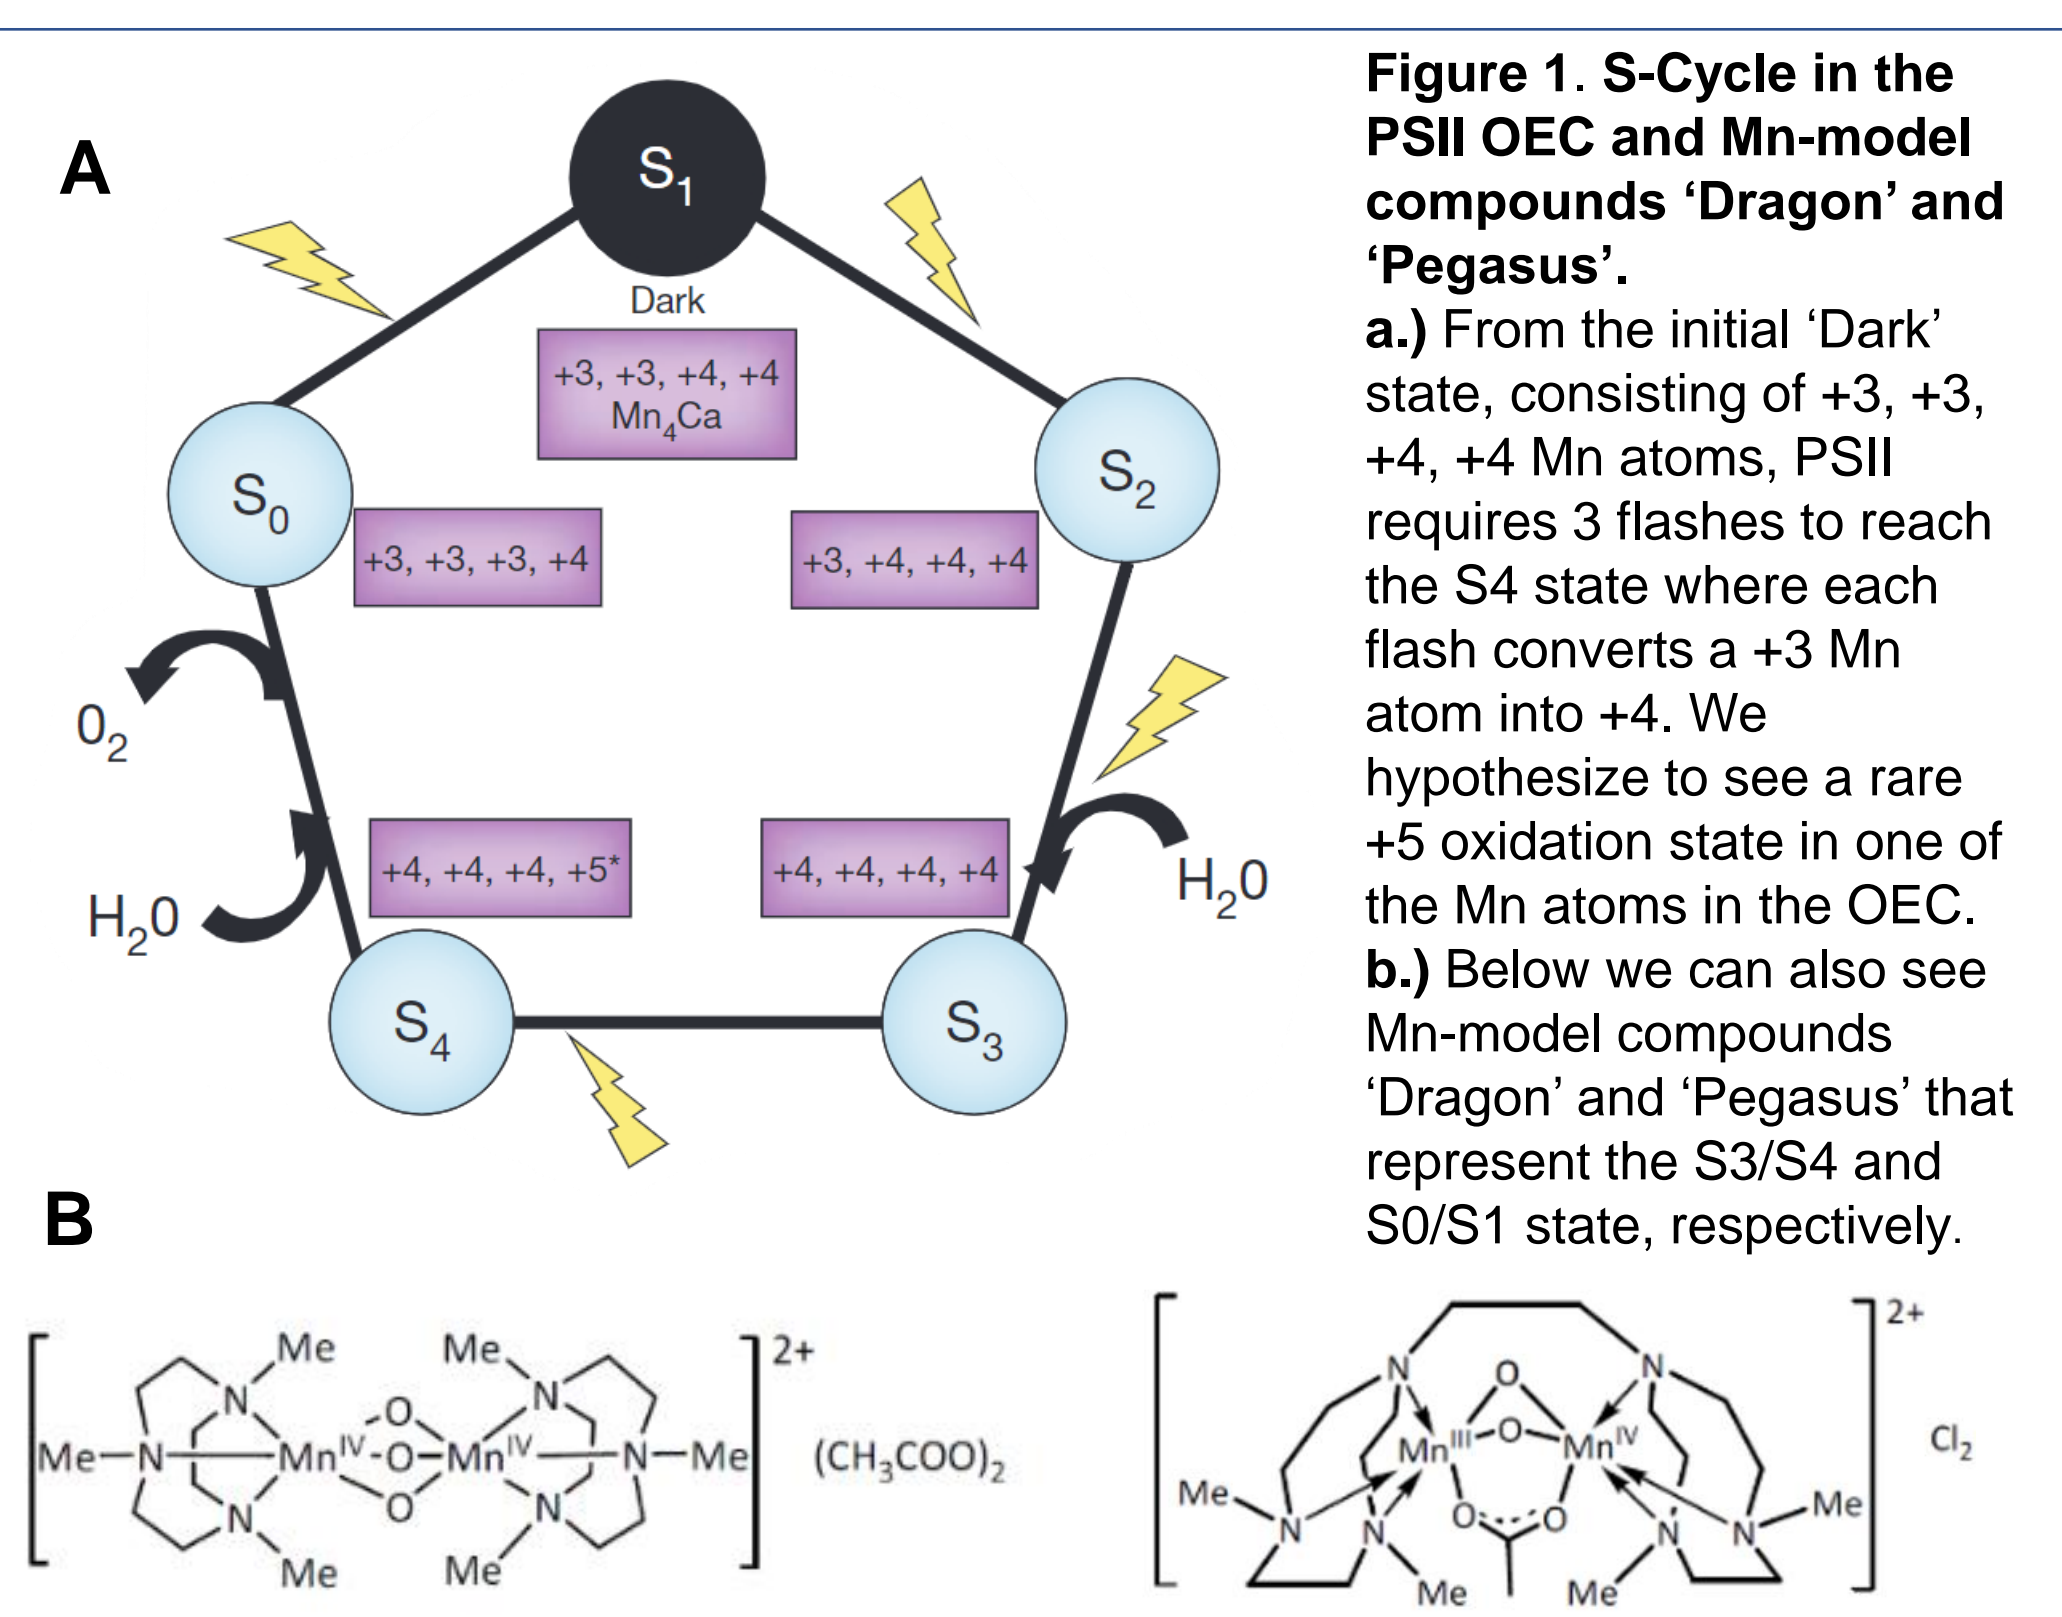 Figure 1. S-Cycle in the
PSII OEC and Mn-model
compounds ‘Dragon’ and
‘Pegasus’.
a.) From the initial ‘Dark’
state, consisting of +3, +3,
+4, +4 Mn atoms, PSII
requires 3 flashes to reach
the S4 state where each
flash converts a +3 Mn
atom into +4. We
hypothesize to see a rare
+5 oxidation state in one of
the Mn atoms in the OEC.
b.) Below we can also see
Mn-model compounds
‘Dragon’ and ‘Pegasus’ that
represent the S3/S4 and
S0/S1 state, respectively.
A
S1
Dark
+3, +3, +4, +4
Mn4Ca
S0
+3, +3, +3, +4
S2
+3, +4, +4, +4
02
H20
+4, +4, +4, +5*
+4, +4, +4, +4
H20
S4
S3
B
Me Me 2+
N O N
Me N MnIV O MnIV N Me (CH3COO)2
N O N
Me Me
2+
N O N
MnIII O MnIV Cl2
Me O O Me
N N N N
Me Me